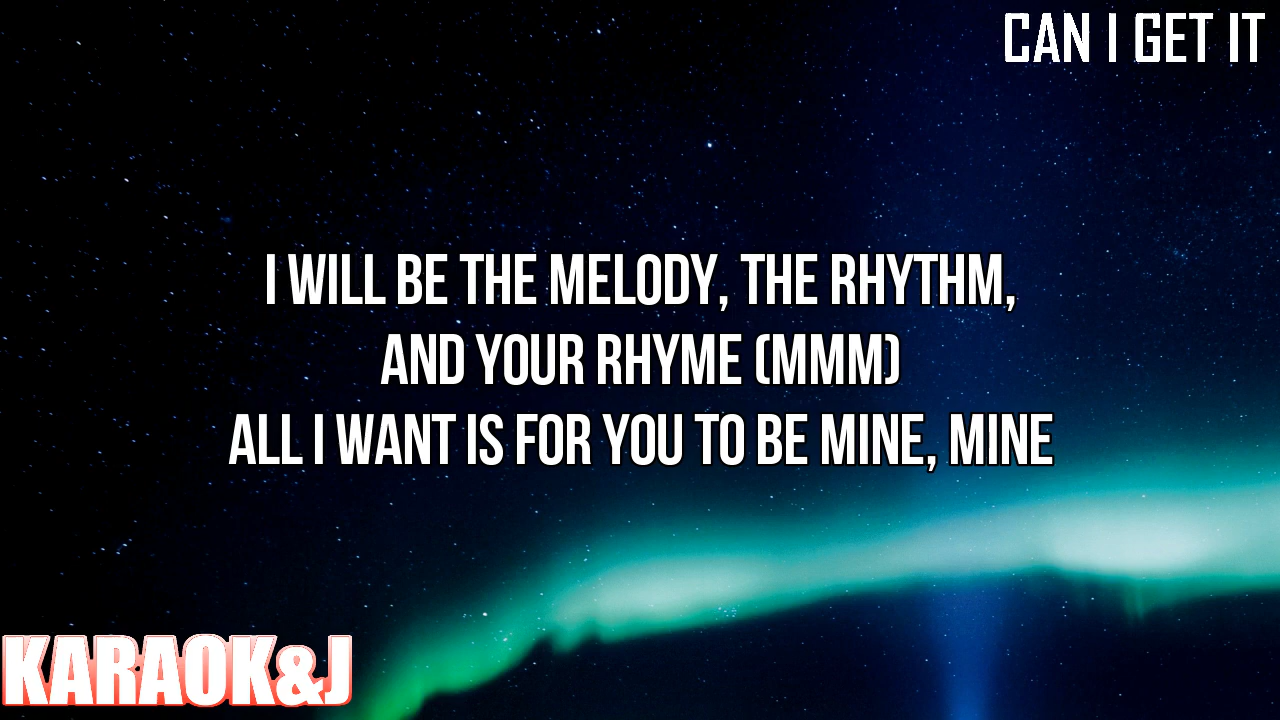 CAN I GET IT
I WILL BE THE MELODY, THE RHYTHM,
AND YOUR RHYME (MMM)
ALL I WANT IS FOR YOU TO BE MINE, MINE
KARAOK&J